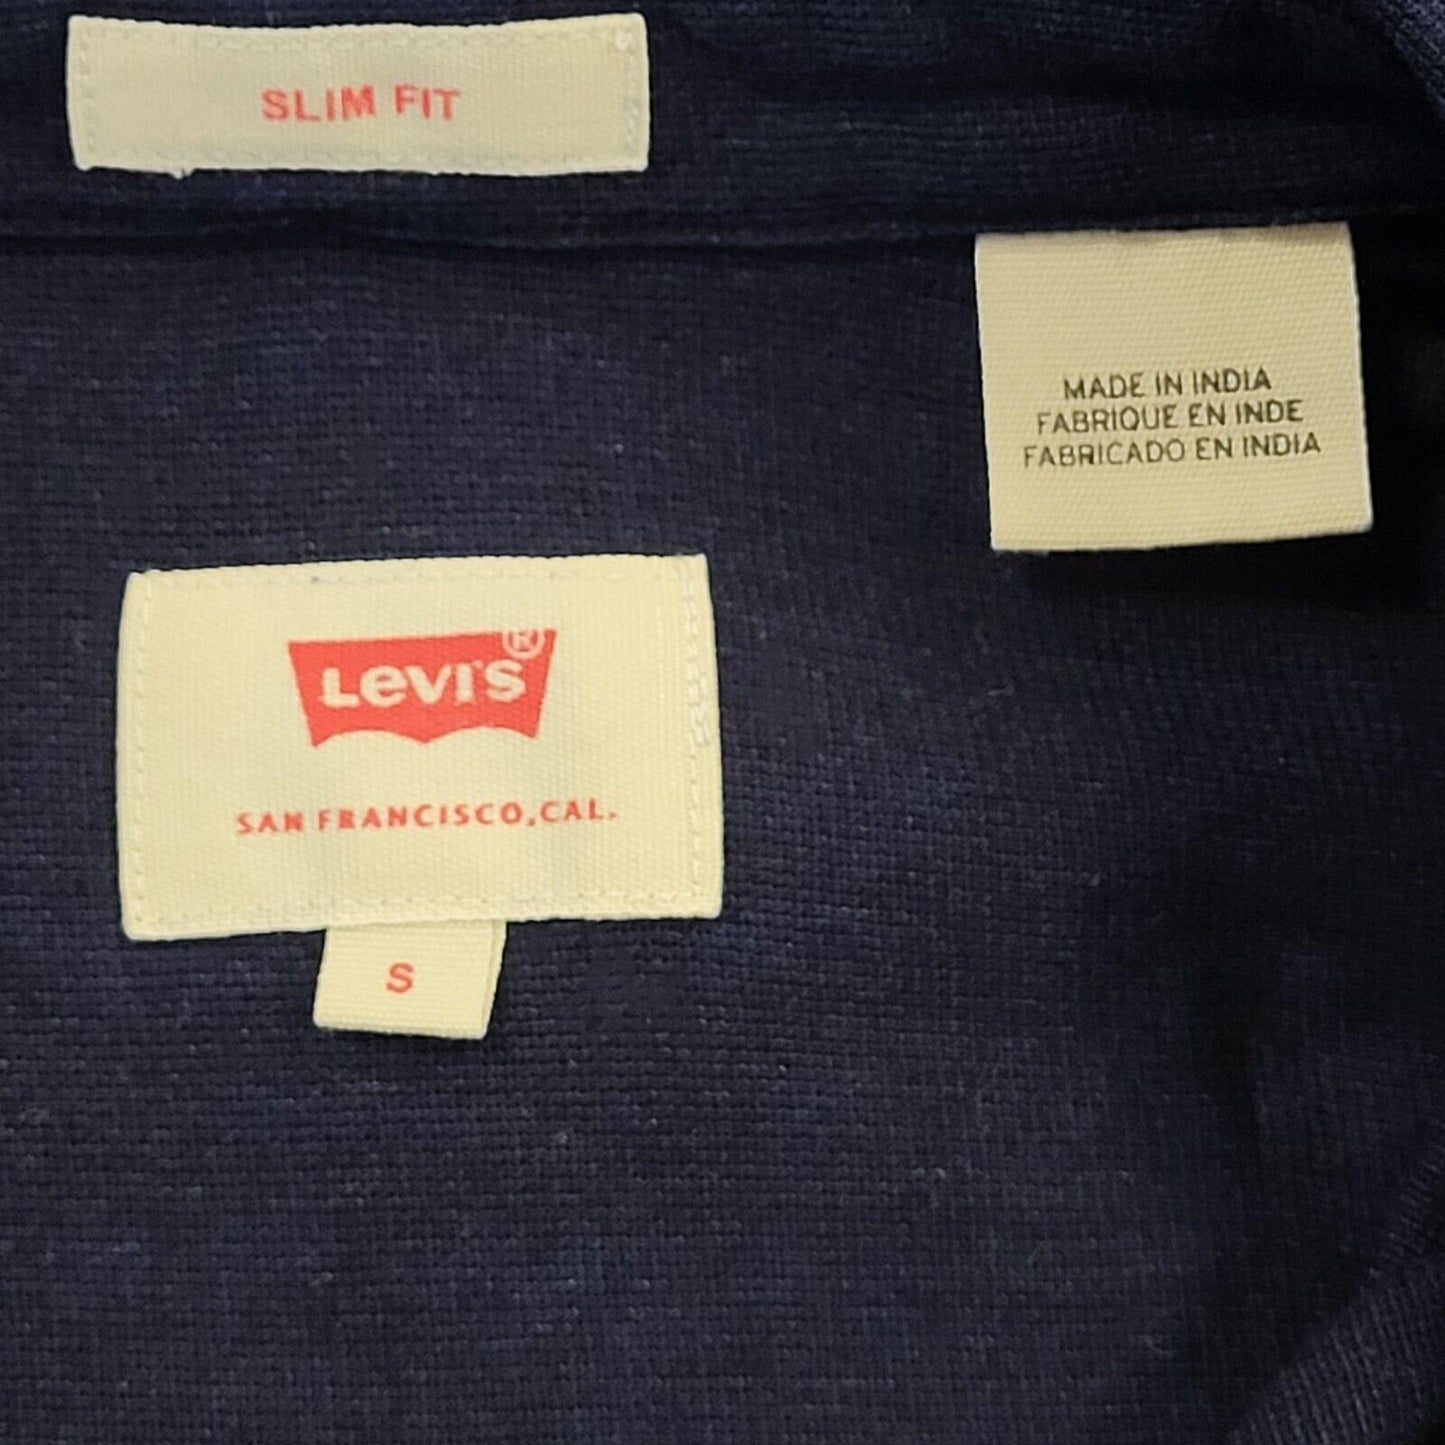 SLIM FIT
MADE IN INDIA
FABRIQUE EN INDE
FABRICADO EN INDIA
Levi's®
SAN FRANCISCO, CAL.
S